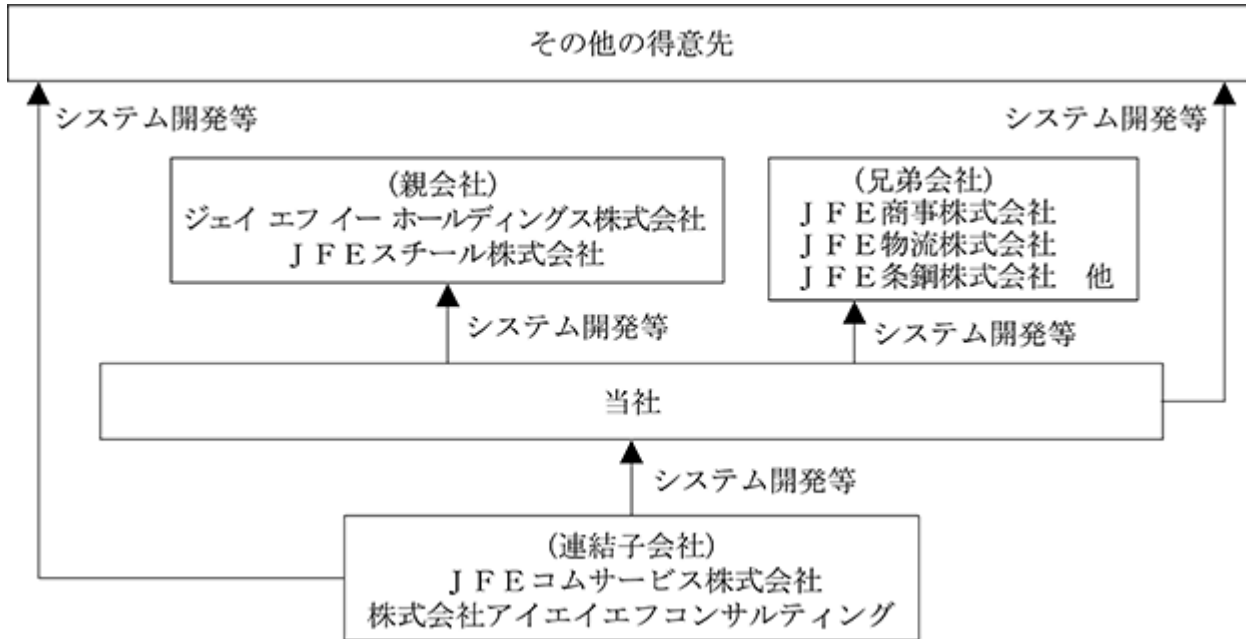 その他の得意先
システム開発等
システム開発等
(親会社)
ジェイ エフ イー ホールディングス株式会社
ＪＦＥスチール株式会社
(兄弟会社)
ＪＦＥ商事株式会社
ＪＦＥ物流株式会社
ＪＦＥ条鋼株式会社　他
システム開発等
システム開発等
当社
システム開発等
(連結子会社)
ＪＦＥコムサービス株式会社
株式会社アイエイエフコンサルティング